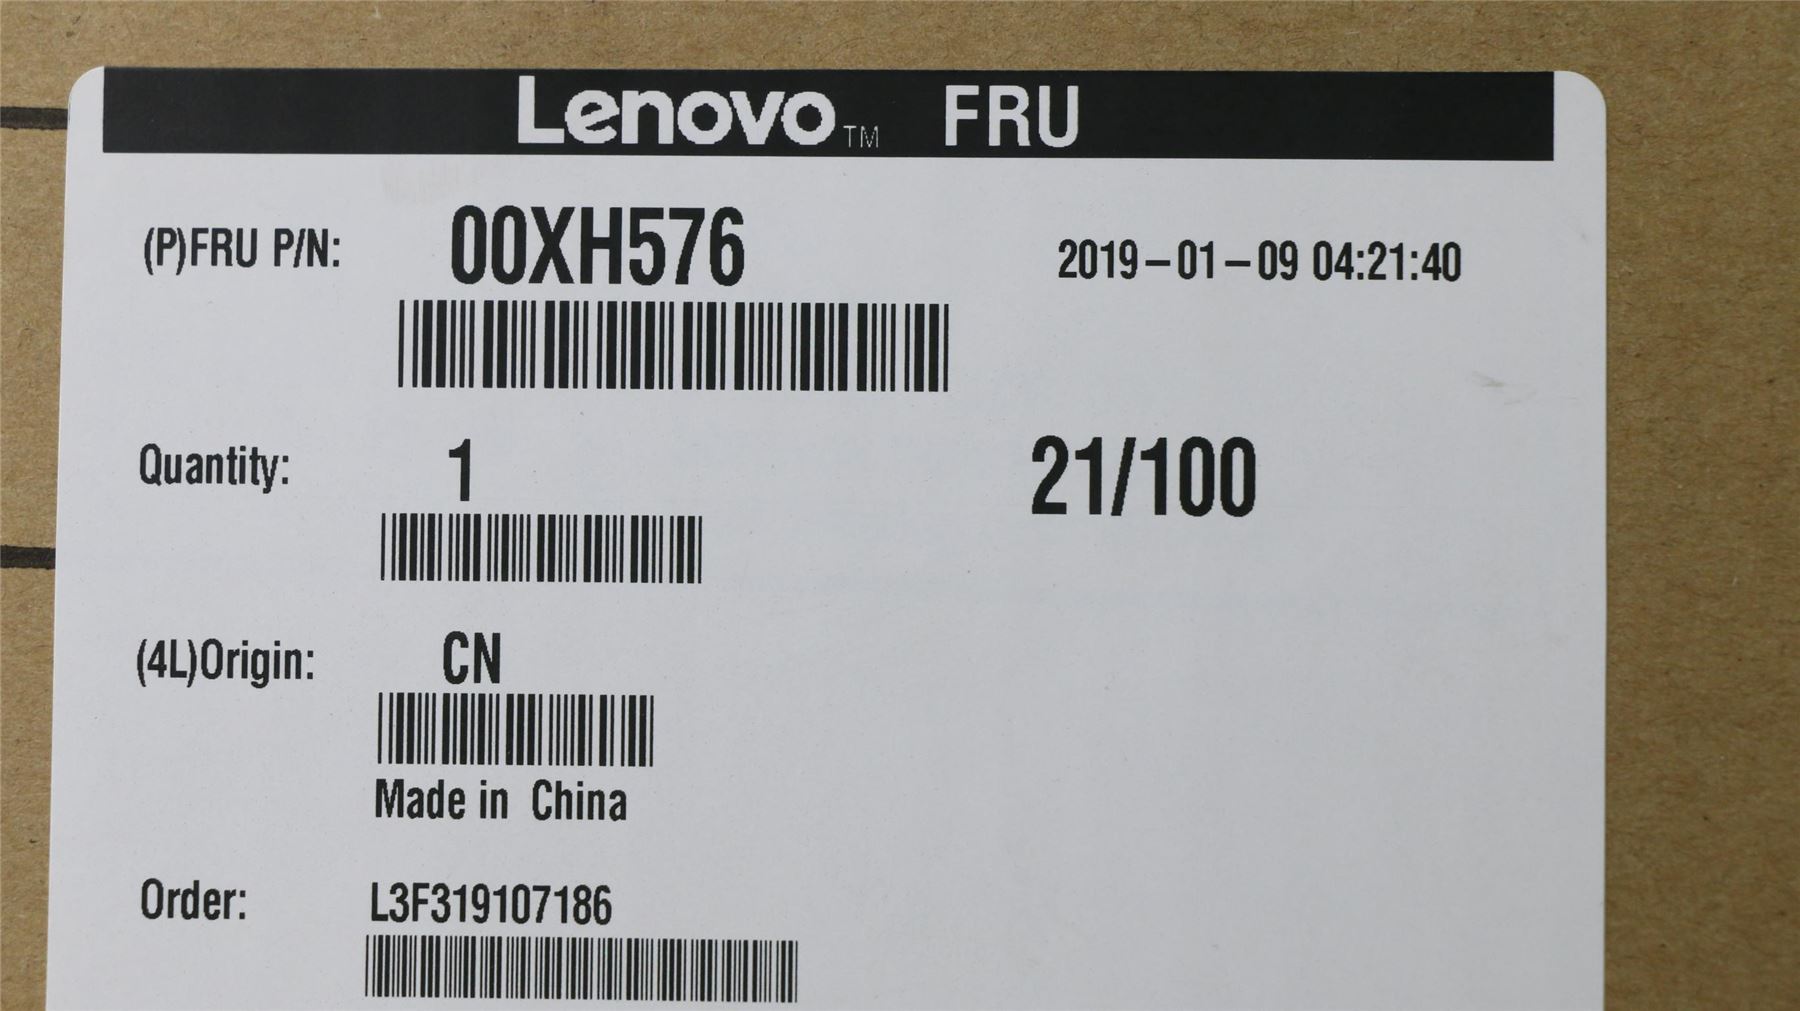 Lenovo™ FRU
(P)FRU P/N: 00XH576 2019-01-09 04:21:40
Quantity: 1 21/100
(4L)Origin: CN
Made in China
Order: L3F319107186